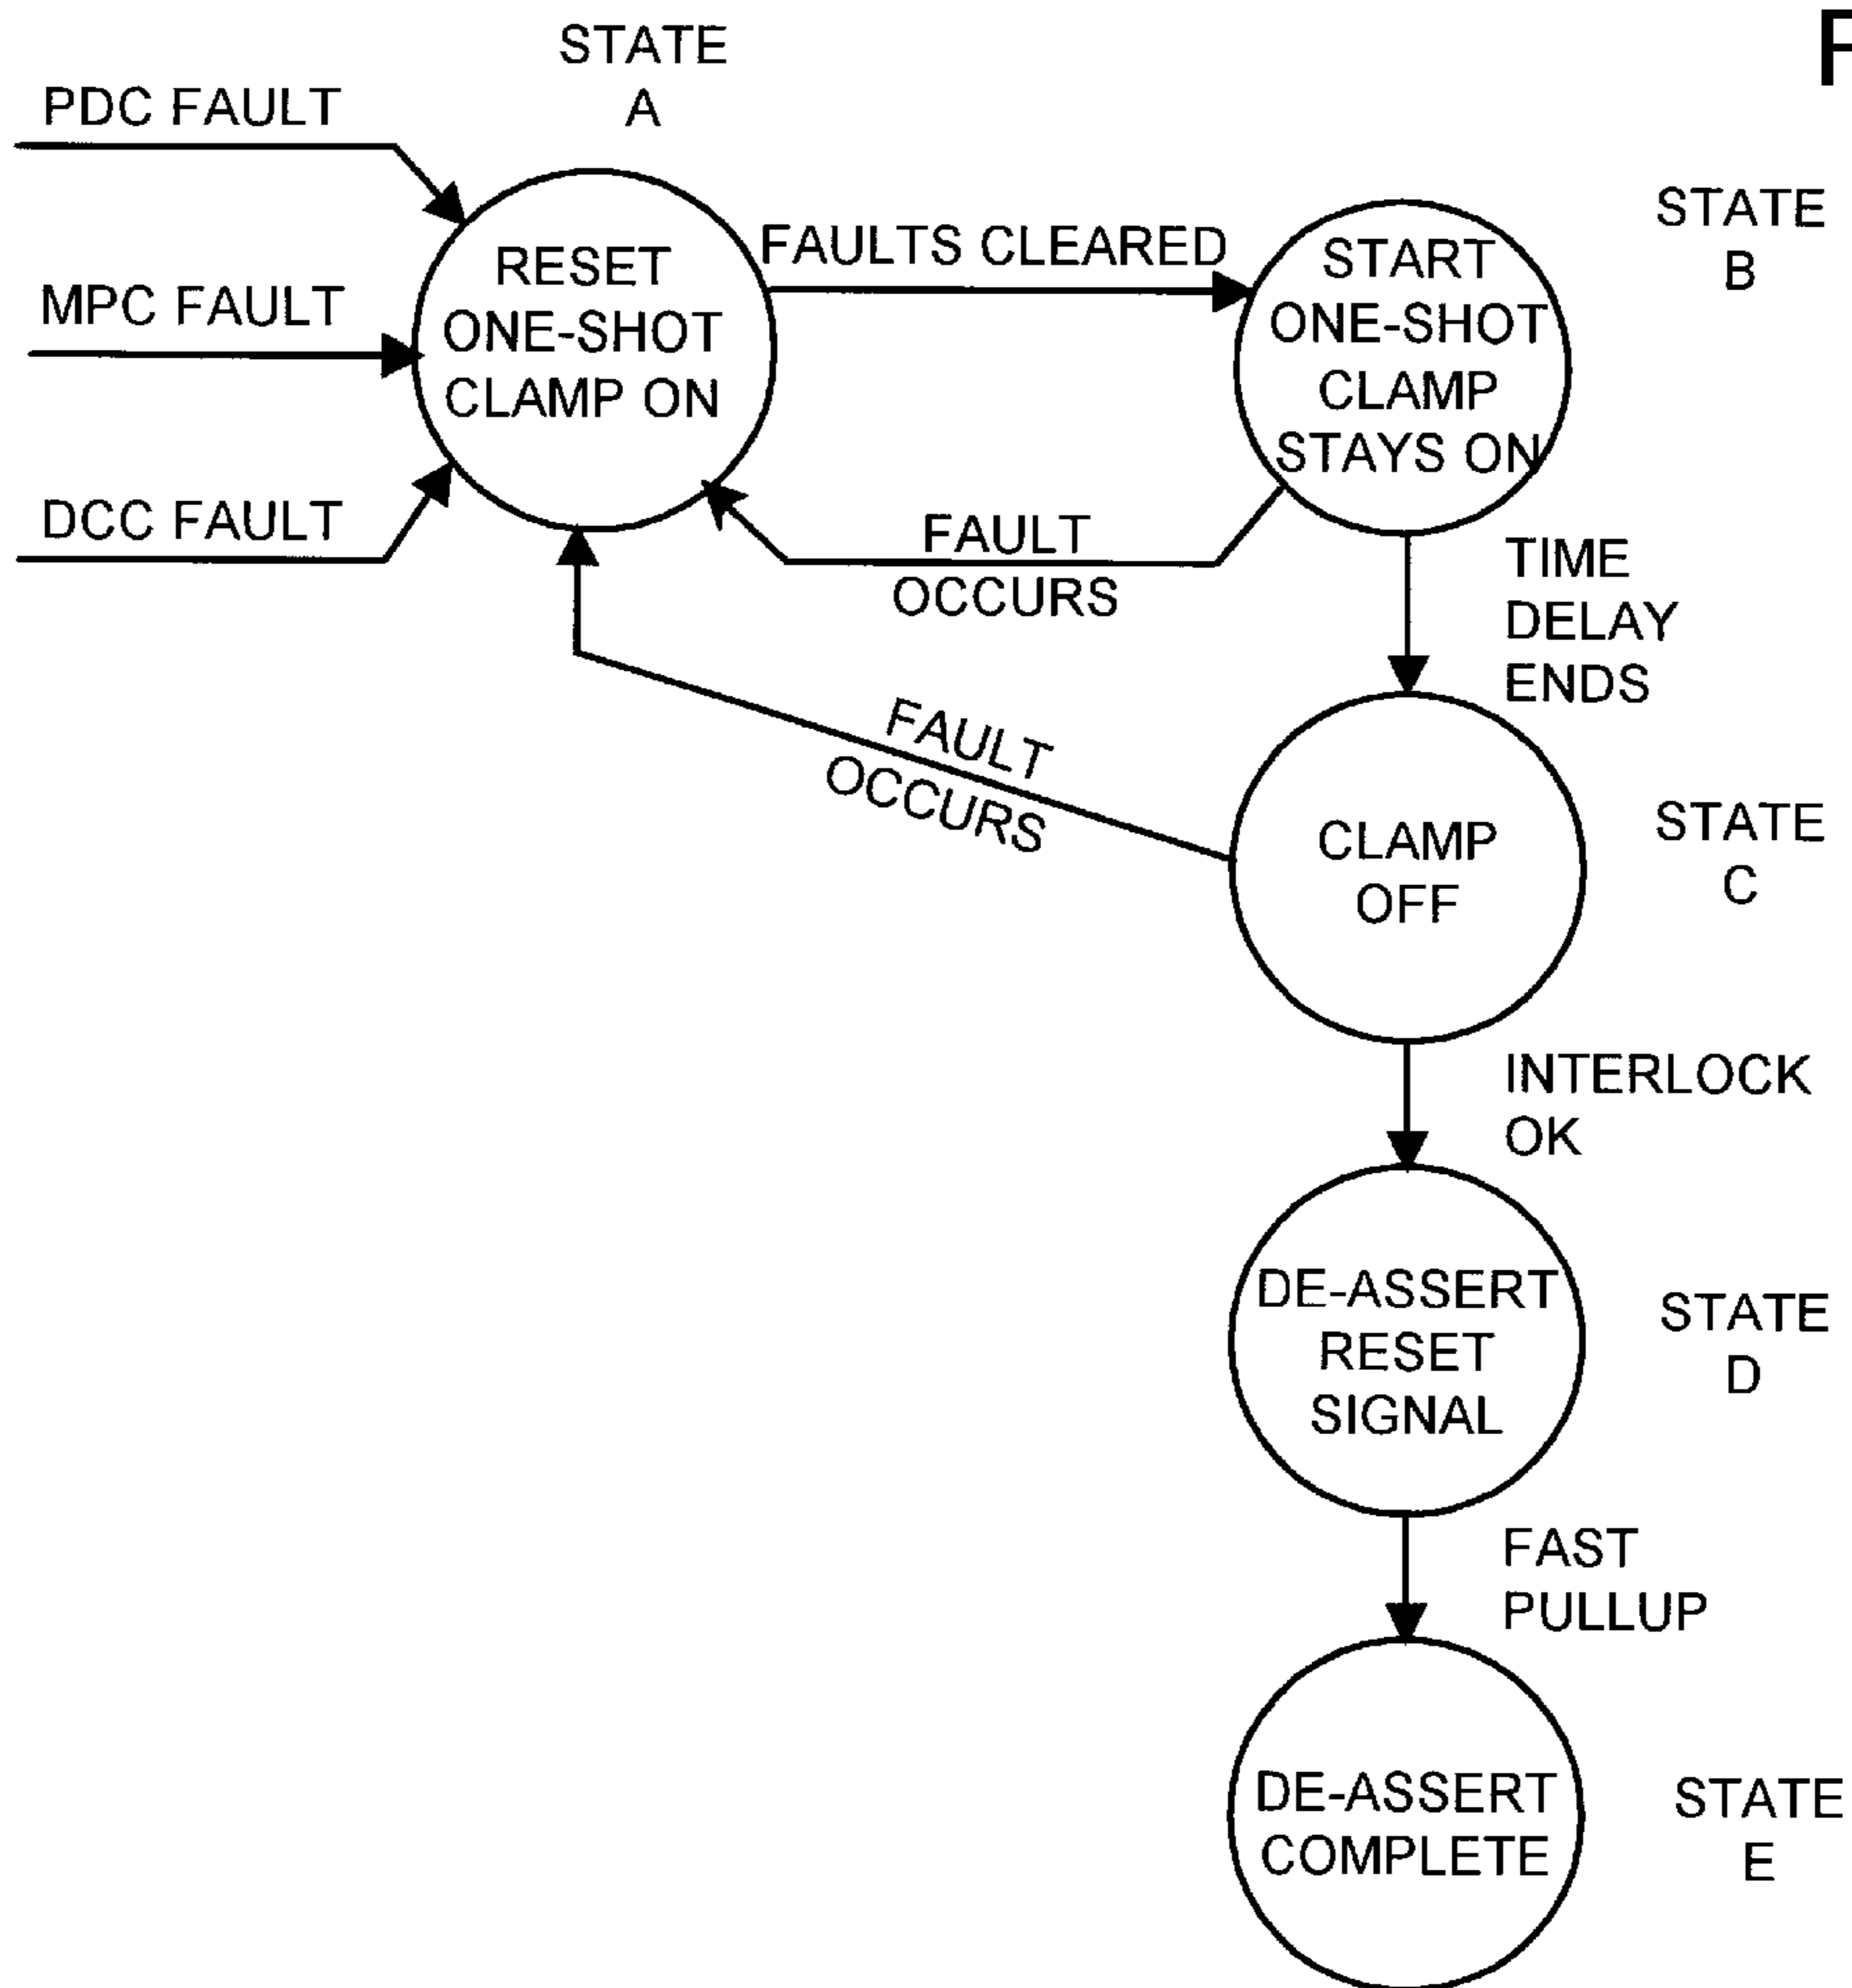 STATE
A
PDC FAULT
MPC FAULT
DCC FAULT
RESET
ONE-SHOT
CLAMP ON
FAULTS CLEARED
START
ONE-SHOT
CLAMP
STAYS ON
STATE
B
FAULT
OCCURS
TIME
DELAY
ENDS
FAULT
OCCURS
CLAMP
OFF
STATE
C
INTERLOCK
OK
DE-ASSERT
RESET
SIGNAL
STATE
D
FAST
PULLUP
DE-ASSERT
COMPLETE
STATE
E